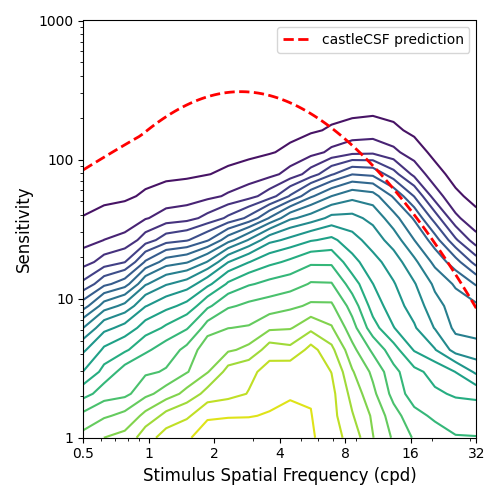 1000
castleCSF prediction
100
Sensitivity
10
1
0.5 1 2 4 8 16 32
Stimulus Spatial Frequency (cpd)